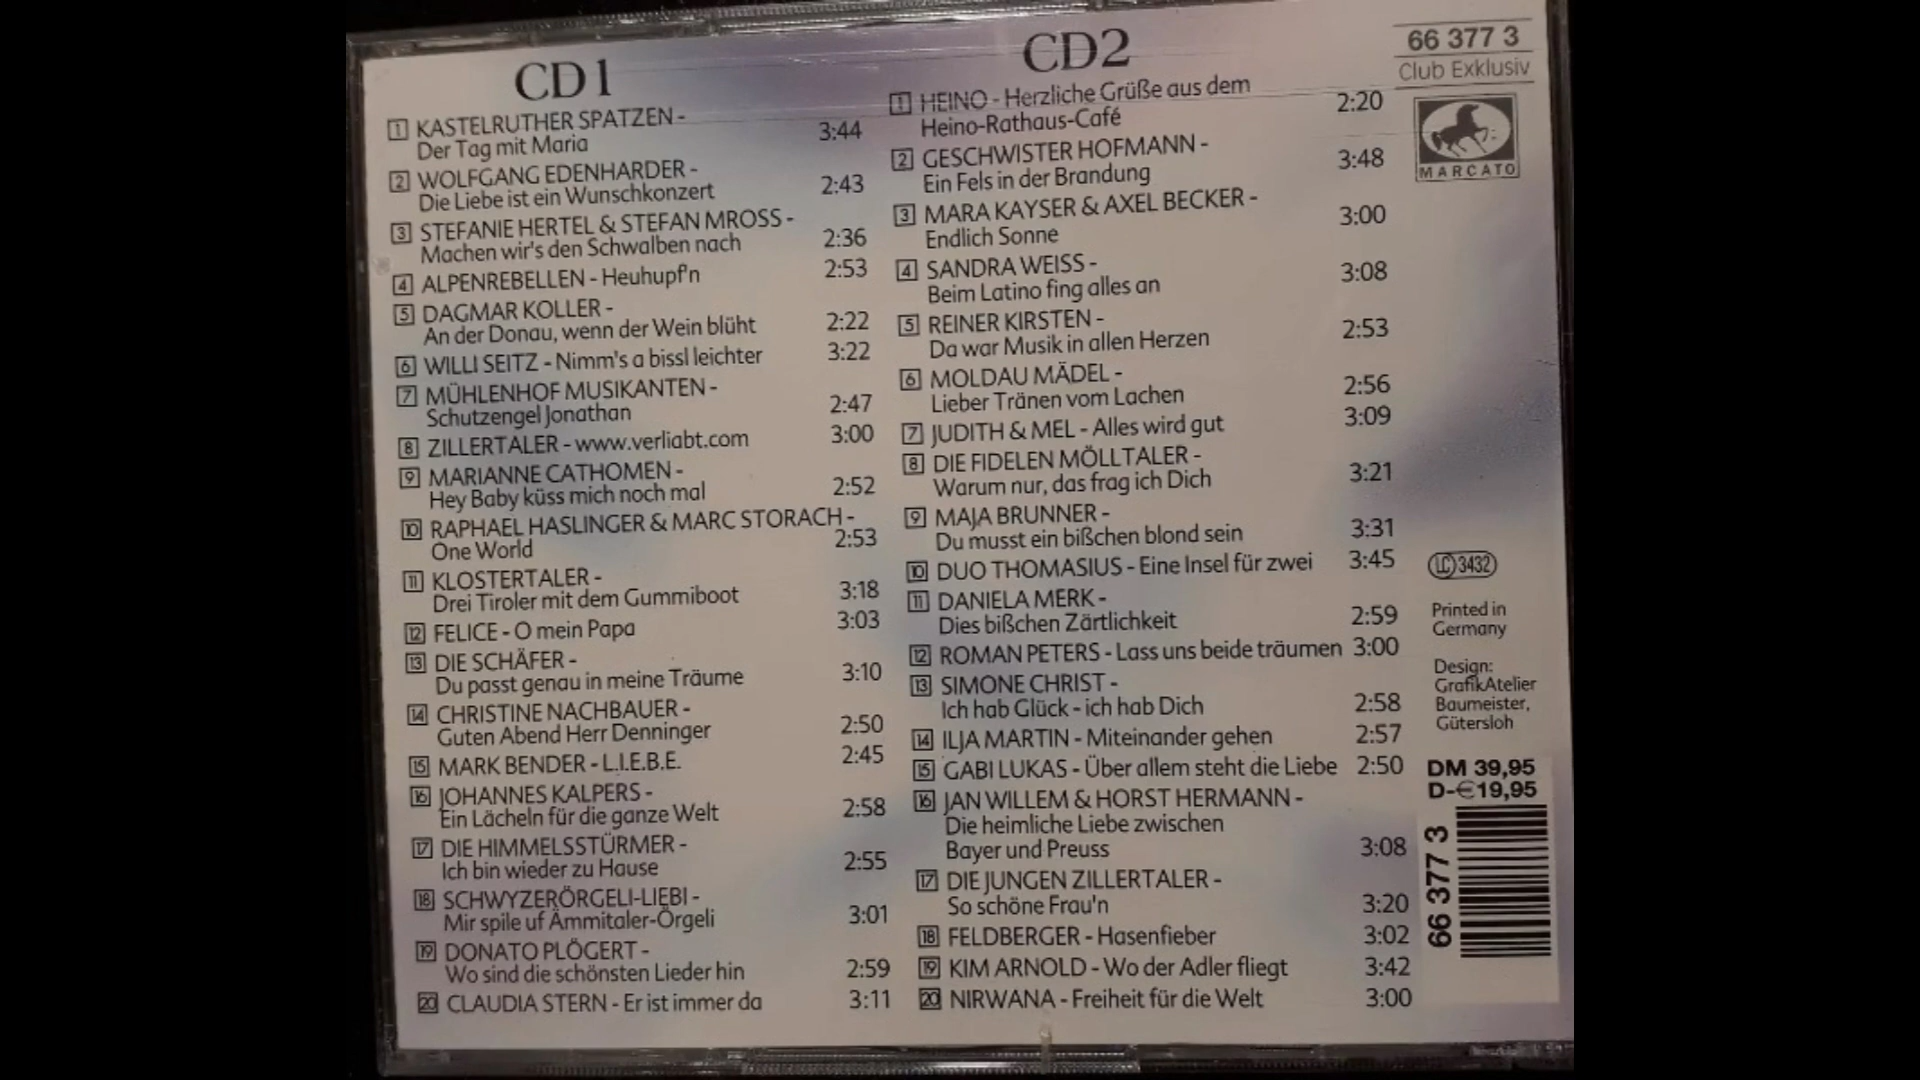 CD 1
1 KASTELRUTHER SPATZEN -
Der Tag mit Maria 3:44
2 WOLFGANG EDENHARDER -
Die Liebe ist ein Wunschkonzert 2:43
3 STEFANIE HERTEL & STEFAN MROSS -
Machen wir's den Schwalben nach 2:36
4 ALPENREBELLEN - Heuhupf'n 2:53
5 DAGMAR KOLLER -
An der Donau, wenn der Wein blüht 2:22
6 WILLI SEITZ - Nimm's a bissl leichter 3:22
7 MÜHLENHOF MUSIKANTEN -
Schutzengel Jonathan 2:47
8 ZILLERTALER - www.verliabt.com 3:00
9 MARIANNE CATHOMEN -
Hey Baby küss mich noch mal 2:52
10 RAPHAEL HASLINGER & MARC STORACH -
One World 2:53
11 KLOSTERTALER -
Drei Tiroler mit dem Gummiboot 3:18
12 FELICE - O mein Papa 3:03
13 DIE SCHÄFER -
Du passt genau in meine Träume 3:10
14 CHRISTINE NACHBAUER -
Guten Abend Herr Denninger 2:50
15 MARK BENDER - L.I.E.B.E. 2:45
16 JOHANNES KALPERS -
Ein Lächeln für die ganze Welt 2:58
17 DIE HIMMELSSTÜRMER -
Ich bin wieder zu Hause 2:55
18 SCHWYZERÖRGELI-LIEBI -
Mir spile uf Ämmitaler-Örgeli 3:01
19 DONATO PLÖGERT -
Wo sind die schönsten Lieder hin 2:59
20 CLAUDIA STERN - Er ist immer da 3:11
CD2
1 HEINO - Herzliche Grüße aus dem 2:20
Heino-Rathaus-Café
2 GESCHWISTER HOFMANN -
Ein Fels in der Brandung 3:48
3 MARA KAYSER & AXEL BECKER -
Endlich Sonne 3:00
4 SANDRA WEISS -
Beim Latino fing alles an 3:08
5 REINER KIRSTEN -
Da war Musik in allen Herzen 2:53
6 MOLDAU MÄDEL -
Lieber Tränen vom Lachen 2:56
7 JUDITH & MEL - Alles wird gut 3:09
8 DIE FIDELEN MÖLLTALER -
Warum nur, das frag ich Dich 3:21
9 MAJA BRUNNER -
Du musst ein bißchen blond sein 3:31
10 DUO THOMASIUS - Eine Insel für zwei 3:45
11 DANIELA MERK -
Dies bißchen Zärtlichkeit 2:59
12 ROMAN PETERS - Lass uns beide träumen 3:00
13 SIMONE CHRIST -
Ich hab Glück - ich hab Dich 2:58
14 ILJA MARTIN - Miteinander gehen 2:57
15 GABI LUKAS - Über allem steht die Liebe 2:50
16 JAN WILLEM & HORST HERMANN -
Die heimliche Liebe zwischen
Bayer und Preuss 3:08
17 DIE JUNGEN ZILLERTALER -
So schöne Frau'n 3:20
18 FELDBERGER - Hasenfieber 3:02
19 KIM ARNOLD - Wo der Adler fliegt 3:42
20 NIRWANA - Freiheit für die Welt 3:00
66 377 3
Club Exklusiv
MARCATO
LC 3432
Printed in
Germany
Design:
GrafikAtelier
Baumeister,
Gütersloh
DM 39,95
D-€19,95
66 377 3